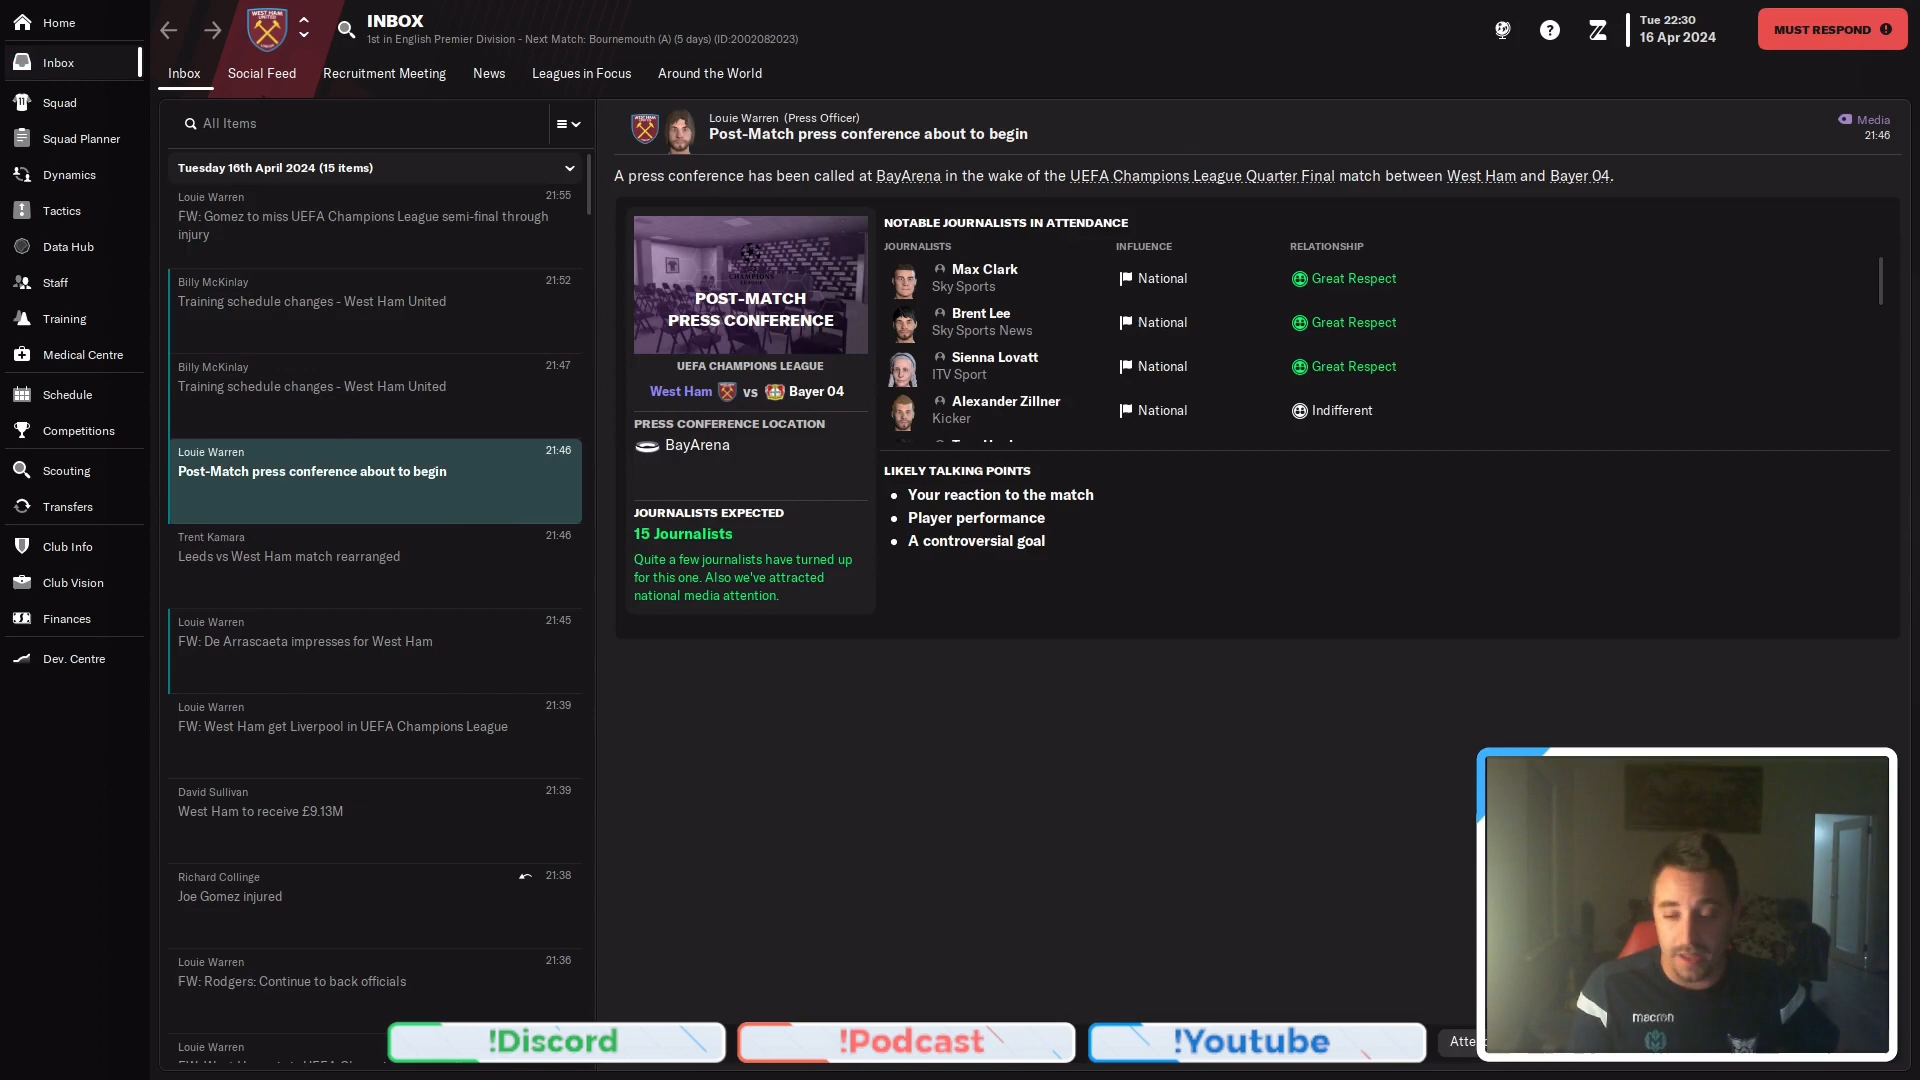 Home
Inbox
Squad
Squad Planner
Dynamics
Tactics
Data Hub
Staff
Training
Medical Centre
Schedule
Competitions
Scouting
Transfers
Club Info
Club Vision
Finances
Dev. Centre
WEST HAM
UNITED
INBOX
1st in English Premier Division - Next Match: Bournemouth (A) (5 days) (ID:2002082023)
Tue 22:30
16 Apr 2024
MUST RESPOND
Inbox Social Feed Recruitment Meeting News Leagues in Focus Around the World
All Items
Tuesday 16th April 2024 (15 items)
Louie Warren 21:55
FW: Gomez to miss UEFA Champions League semi-final through
injury
Billy McKinlay 21:52
Training schedule changes - West Ham United
Billy McKinlay 21:47
Training schedule changes - West Ham United
Louie Warren 21:46
Post-Match press conference about to begin
Trent Kamara 21:46
Leeds vs West Ham match rearranged
Louie Warren 21:45
FW: De Arrascaeta impresses for West Ham
Louie Warren 21:39
FW: West Ham get Liverpool in UEFA Champions League
David Sullivan 21:39
West Ham to receive £9.13M
Richard Collinge 21:38
Joe Gomez injured
Louie Warren 21:36
FW: Rodgers: Continue to back officials
Louie Warren
Louie Warren (Press Officer)
Post-Match press conference about to begin
Media
21:46
A press conference has been called at BayArena in the wake of the UEFA Champions League Quarter Final match between West Ham and Bayer 04.
POST-MATCH
PRESS CONFERENCE
UEFA CHAMPIONS LEAGUE
West Ham vs Bayer 04
PRESS CONFERENCE LOCATION
BayArena
JOURNALISTS EXPECTED
15 Journalists
Quite a few journalists have turned up
for this one. Also we've attracted
national media attention.
NOTABLE JOURNALISTS IN ATTENDANCE
JOURNALISTS INFLUENCE RELATIONSHIP
Max Clark
Sky Sports
National Great Respect
Brent Lee
Sky Sports News
National Great Respect
Sienna Lovatt
ITV Sport
National Great Respect
Alexander Zillner
Kicker
National Indifferent
LIKELY TALKING POINTS
Your reaction to the match
Player performance
A controversial goal
!Discord
!Podcast
!Youtube
macron